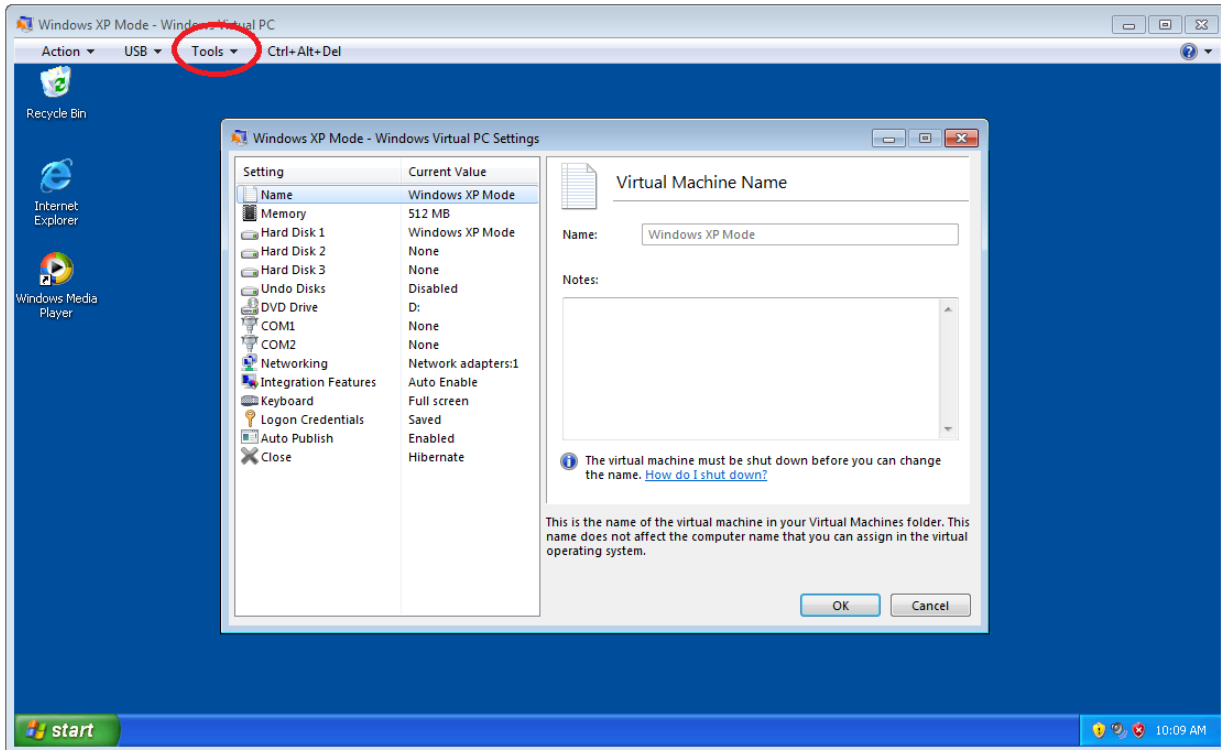 Windows XP Mode - Windows Virtual PC
Action USB Tools Ctrl+Alt+Del
Recycle Bin
Internet
Explorer
Windows Media
Player
Windows XP Mode - Windows Virtual PC Settings
Setting Current Value
Name Windows XP Mode
Memory 512 MB
Hard Disk 1 Windows XP Mode
Hard Disk 2 None
Hard Disk 3 None
Undo Disks Disabled
DVD Drive D:
COM1 None
COM2 None
Networking Network adapters:1
Integration Features Auto Enable
Keyboard Full screen
Logon Credentials Saved
Auto Publish Enabled
Close Hibernate
Virtual Machine Name
Name: Windows XP Mode
Notes:
The virtual machine must be shut down before you can change
the name. How do I shut down?
This is the name of the virtual machine in your Virtual Machines folder. This
name does not affect the computer name that you can assign in the virtual
operating system.
OK Cancel
start 10:09 AM